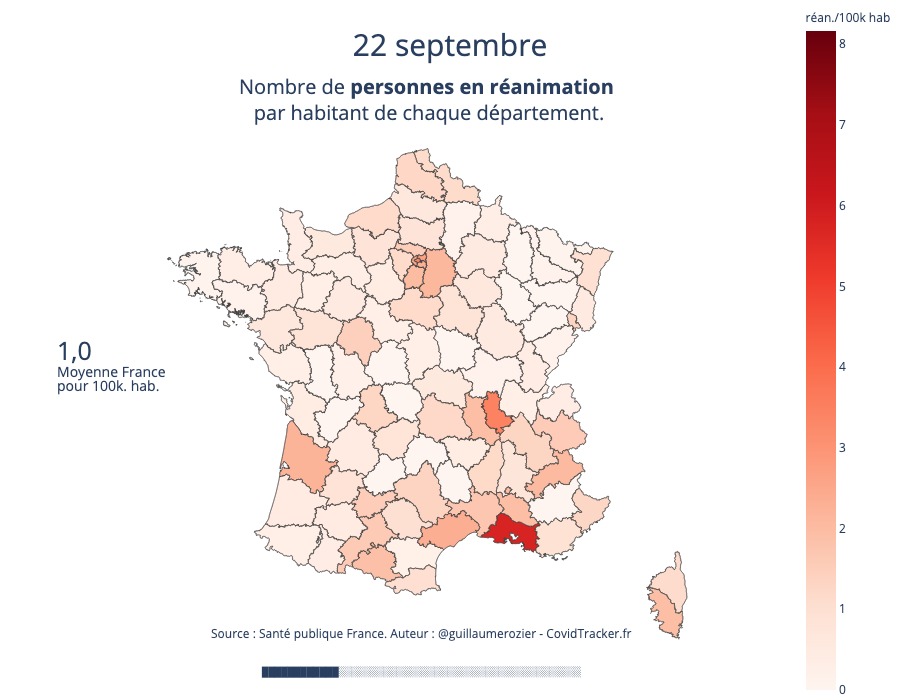 réan./100k hab
22 septembre
8
Nombre de personnes en réanimation
par habitant de chaque département.
7
6
5
1,0
Moyenne France
pour 100k. hab.
4
3
2
1
Source : Santé publique France. Auteur : @guillaumerozier - CovidTracker.fr
0